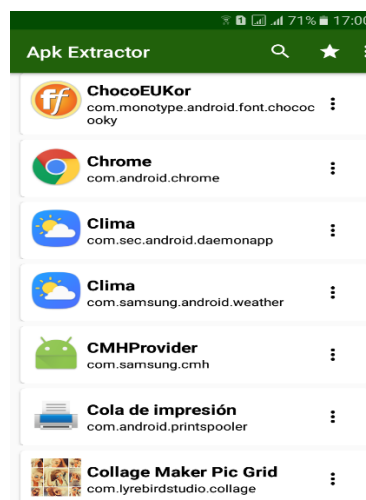 71% 17:00
Apk Extractor
ChocoEUKor
com.monotype.android.font.chococ
ooky
Chrome
com.android.chrome
Clima
com.sec.android.daemonapp
Clima
com.samsung.android.weather
CMHProvider
com.samsung.cmh
Cola de impresión
com.android.printspooler
Collage Maker Pic Grid
com.lyrebirdstudio.collage